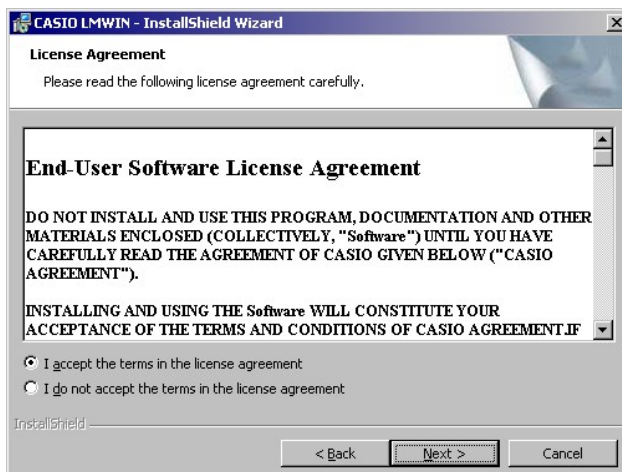 CASIO LMWIN - InstallShield Wizard
License Agreement
Please read the following license agreement carefully.
End-User Software License Agreement
DO NOT INSTALL AND USE THIS PROGRAM, DOCUMENTATION AND OTHER
MATERIALS ENCLOSED (COLLECTIVELY, "Software") UNTIL YOU HAVE
CAREFULLY READ THE AGREEMENT OF CASIO GIVEN BELOW ("CASIO
AGREEMENT").
INSTALLING AND USING THE Software WILL CONSTITUTE YOUR
ACCEPTANCE OF THE TERMS AND CONDITIONS OF CASIO AGREEMENT.IF
I accept the terms in the license agreement
I do not accept the terms in the license agreement
InstallShield
< Back Next > Cancel